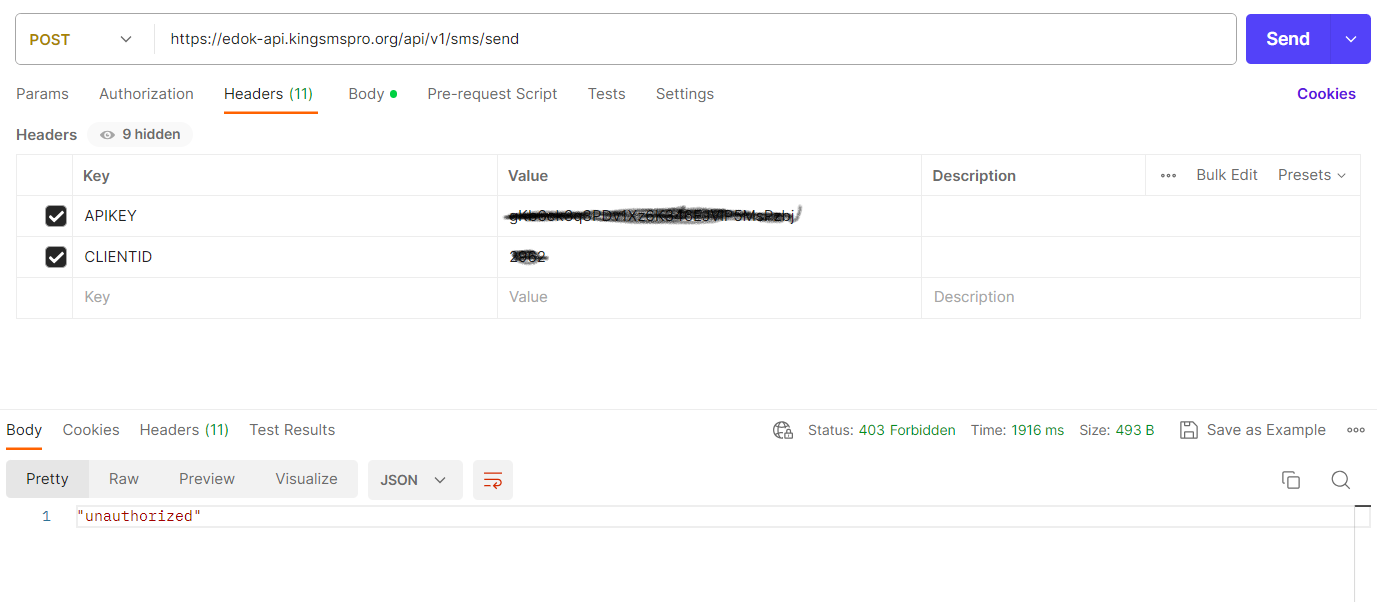 POST https://edok-api.kingsmspro.org/api/v1/sms/send Send
Params Authorization Headers (11) Body Pre-request Script Tests Settings Cookies
Headers 9 hidden
Key Value Description Bulk Edit Presets
APIKEY
CLIENTID
Key Value Description
Body Cookies Headers (11) Test Results Status: 403 Forbidden Time: 1916 ms Size: 493 B Save as Example
Pretty Raw Preview Visualize JSON
1 "unauthorized"